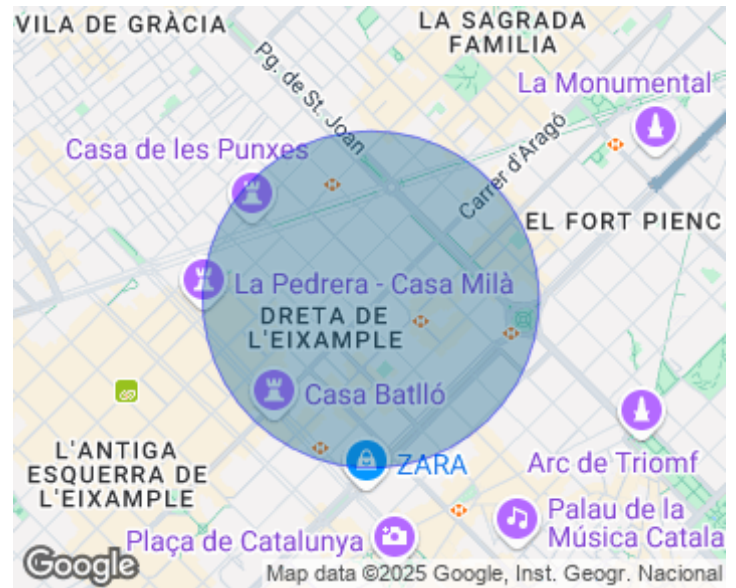 VILA DE GRÀCIA
LA SAGRADA
FAMILIA
Pg. de St. Joan
La Monumental
Casa de les Punxes
Carrer d'Aragó
EL FORT PIENC
La Pedrera - Casa Milà
DRETA DE
L'EIXAMPLE
Casa Batlló
L'ANTIGA
ESQUERRA DE
L'EIXAMPLE
ZARA
Arc de Triomf
Palau de la
Música Catala
Plaça de Catalunya
Google
Map data ©2025 Google, Inst. Geogr. Nacional